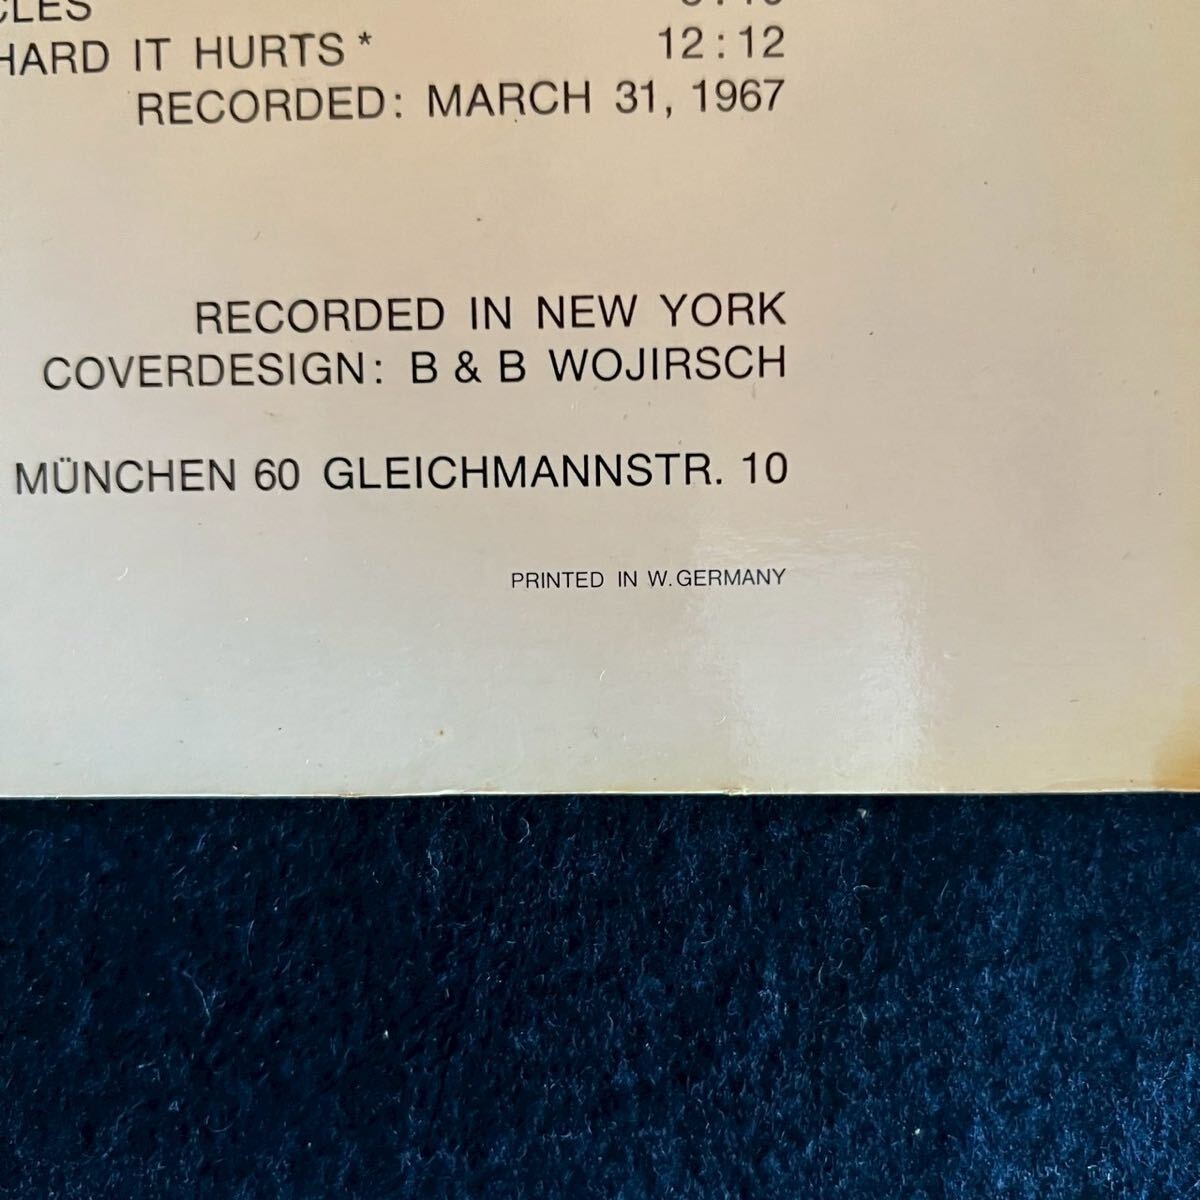 HARD IT HURTS * 12:12
RECORDED: MARCH 31, 1967
RECORDED IN NEW YORK
COVERDESIGN: B & B WOJIRSCH
MÜNCHEN 60 GLEICHMANNSTR. 10
PRINTED IN W. GERMANY